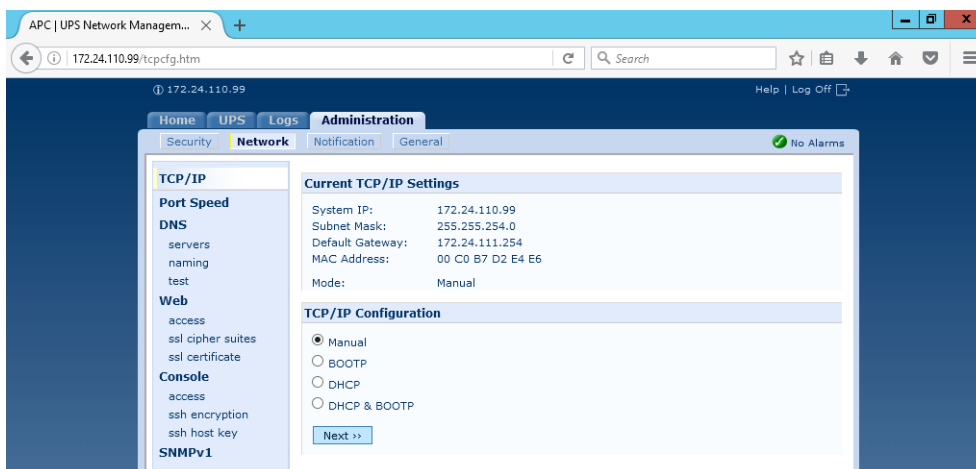 APC | UPS Network Managem...
172.24.110.99/tcpcfg.htm
Search
172.24.110.99
Help | Log Off
Home UPS Logs Administration
Security Network Notification General
No Alarms
TCP/IP
Port Speed
DNS
servers
naming
test
Web
access
ssl cipher suites
ssl certificate
Console
access
ssh encryption
ssh host key
SNMPv1
Current TCP/IP Settings
System IP: 172.24.110.99
Subnet Mask: 255.255.254.0
Default Gateway: 172.24.111.254
MAC Address: 00 C0 B7 D2 E4 E6
Mode: Manual
TCP/IP Configuration
Manual
BOOTP
DHCP
DHCP & BOOTP
Next >>